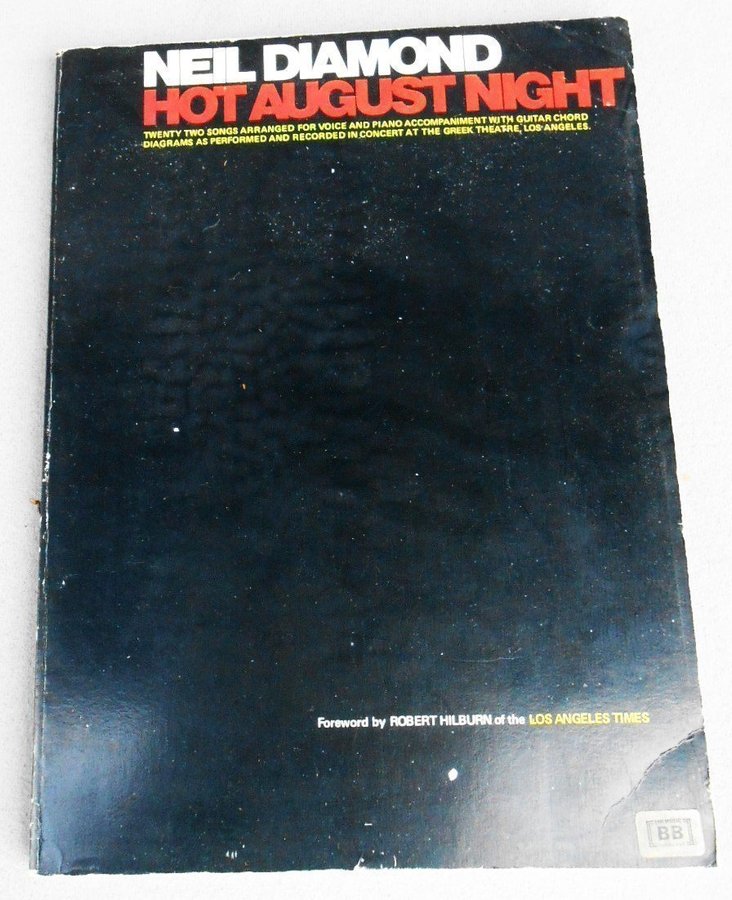 NEIL DIAMOND
HOT AUGUST NIGHT
TWENTY TWO SONGS ARRANGED FOR VOICE AND PIANO ACCOMPANIMENT WITH GUITAR CHORD
DIAGRAMS AS PERFORMED AND RECORDED IN CONCERT AT THE GREEK THEATRE, LOS ANGELES.
Foreword by ROBERT HILBURN of the LOS ANGELES TIMES
BB